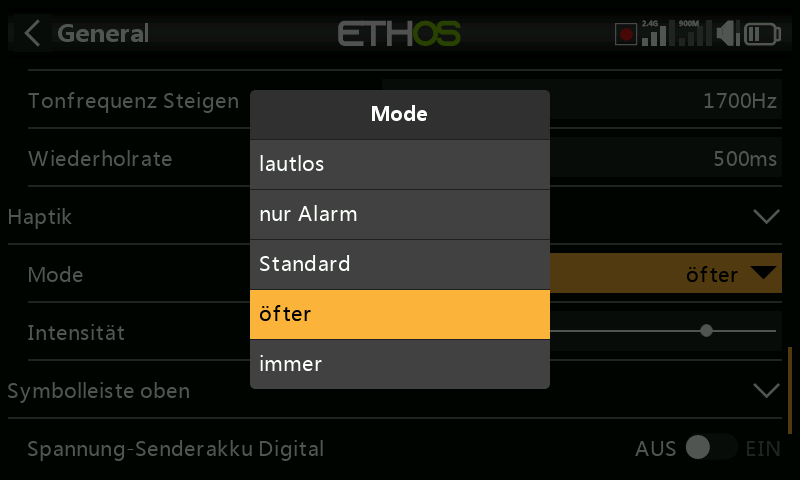 General
ETHOS
2.4G
900M
Tonfrequenz Steigen
1700Hz
Wiederholrate
500ms
Haptik
Mode
öfter
Intensität
Symbolleiste oben
Spannung-Senderakku Digital
AUS
EIN
Mode
lautlos
nur Alarm
Standard
öfter
immer